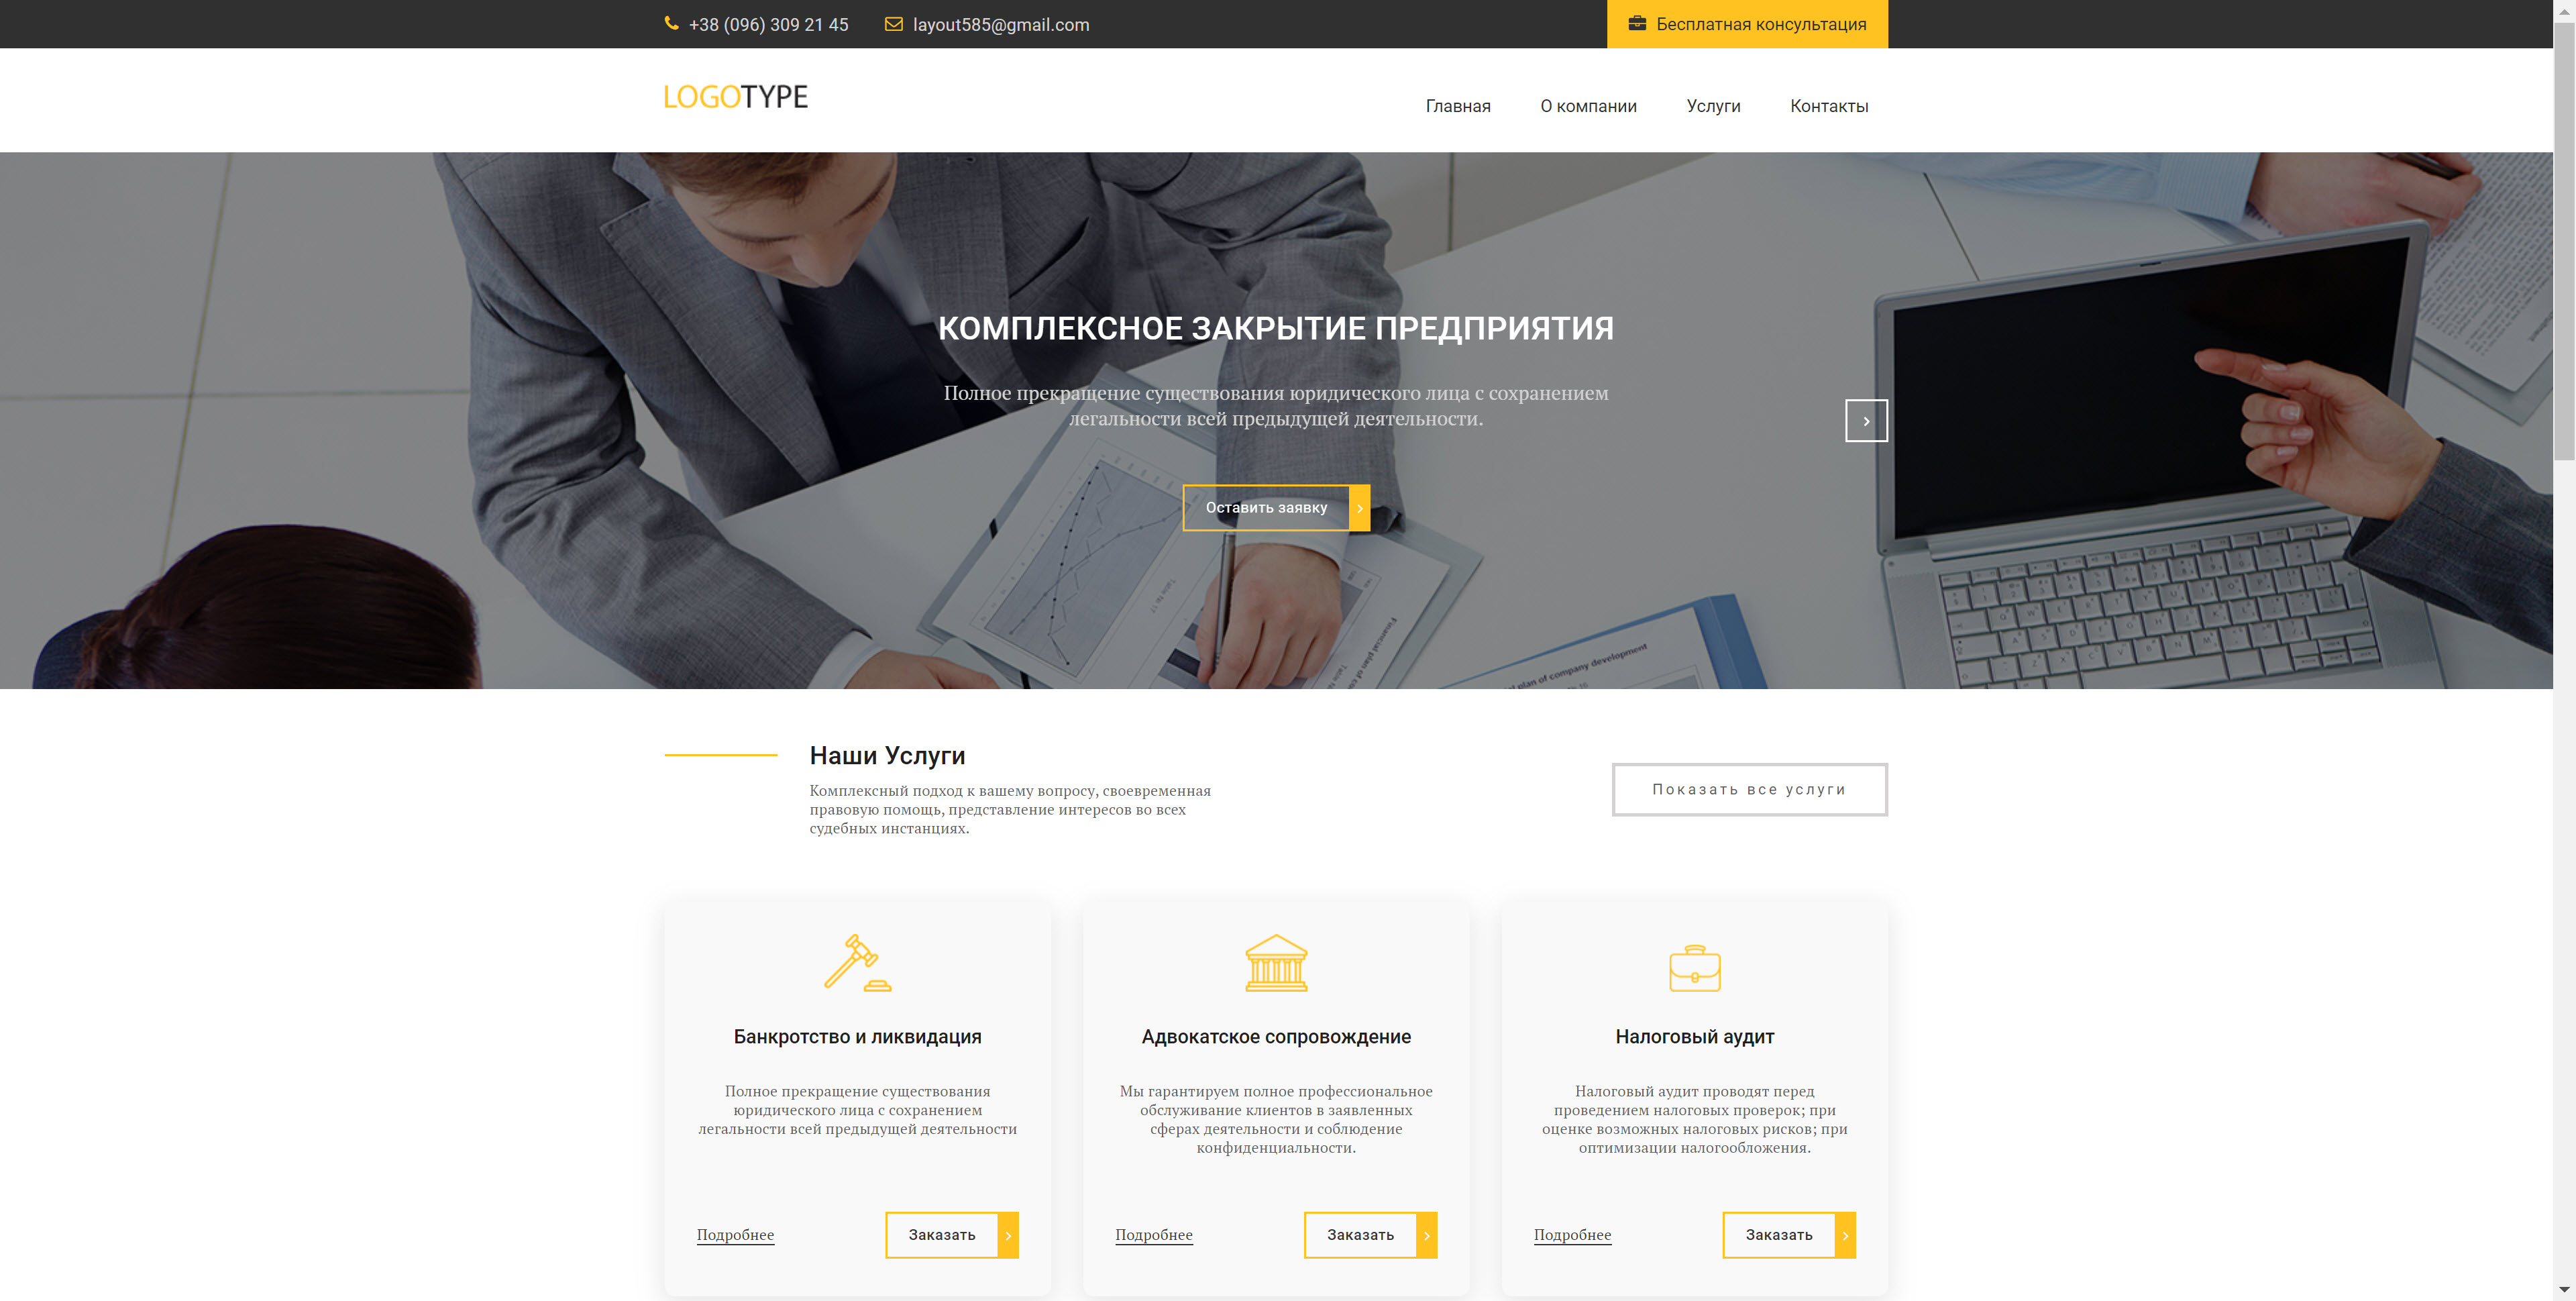 +38 (096) 309 21 45
layout585@gmail.com
Бесплатная консультация
LOGOTYPE
Главная
О компании
Услуги
Контакты
КОМПЛЕКСНОЕ ЗАКРЫТИЕ ПРЕДПРИЯТИЯ
Полное прекращение существования юридического лица с сохранением
легальности всей предыдущей деятельности.
Оставить заявку
plan of company development
Financial plan of
Наши Услуги
Комплексный подход к вашему вопросу, своевременная
правовую помощь, представление интересов во всех
судебных инстанциях.
Показать все услуги
Банкротство и ликвидация
Полное прекращение существования
юридического лица с сохранением
легальности всей предыдущей деятельности
Подробнее
Заказать
Адвокатское сопровождение
Мы гарантируем полное профессиональное
обслуживание клиентов в заявленных
сферах деятельности и соблюдение
конфиденциальности.
Подробнее
Заказать
Налоговый аудит
Налоговый аудит проводят перед
проведением налоговых проверок; при
оценке возможных налоговых рисков; при
оптимизации налогообложения.
Подробнее
Заказать